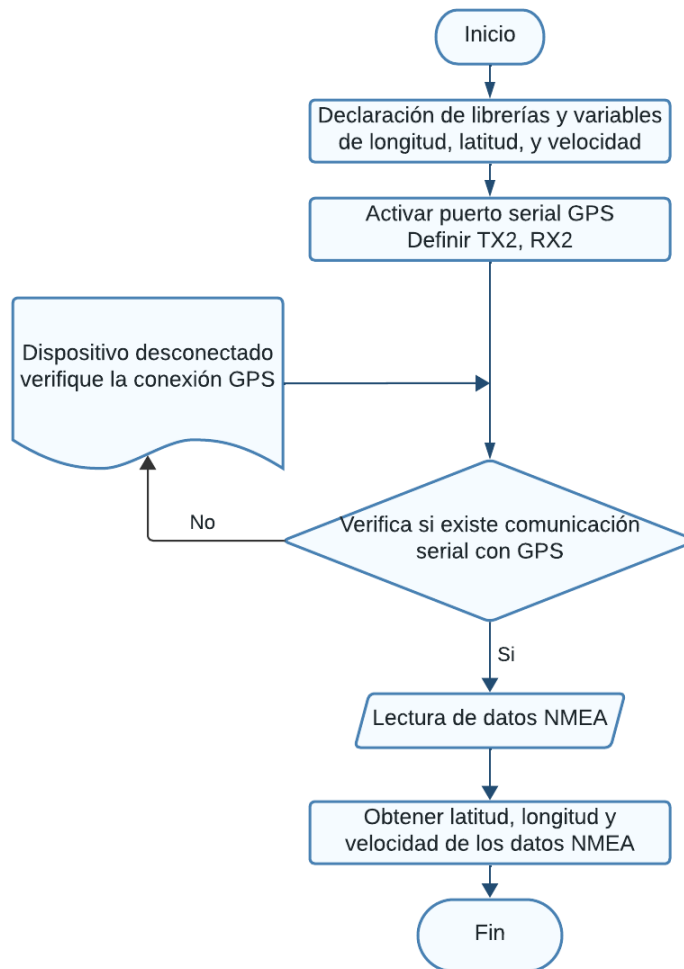 Inicio
Declaración de librerías y variables
de longitud, latitud, y velocidad
Activar puerto serial GPS
Definir TX2, RX2
Dispositivo desconectado
verifique la conexión GPS
Verifica si existe comunicación
serial con GPS
No
Si
Lectura de datos NMEA
Obtener latitud, longitud y
velocidad de los datos NMEA
Fin